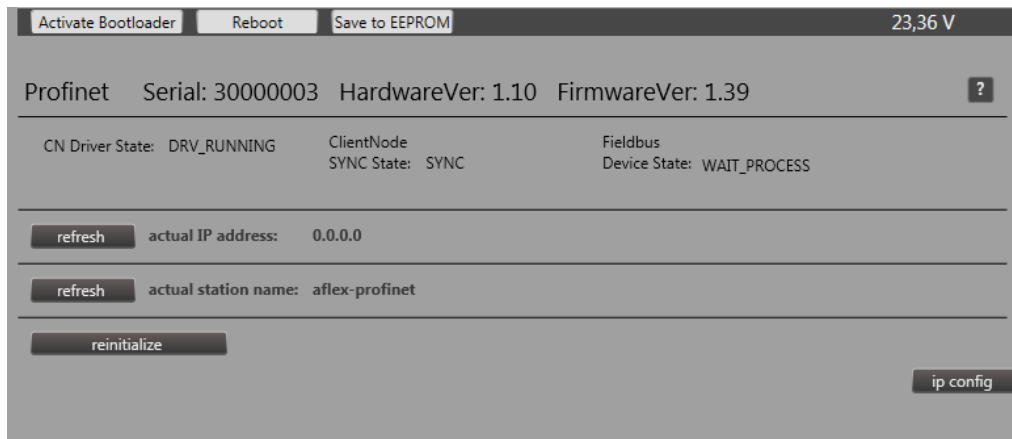 Activate Bootloader Reboot Save to EEPROM 23,36 V
Profinet Serial: 30000003 HardwareVer: 1.10 FirmwareVer: 1.39 ?
CN Driver State: DRV_RUNNING
ClientNode
SYNC State: SYNC
Fieldbus
Device State: WAIT_PROCESS
refresh actual IP address: 0.0.0.0
refresh actual station name: aflex-profinet
reinitialize
ip config